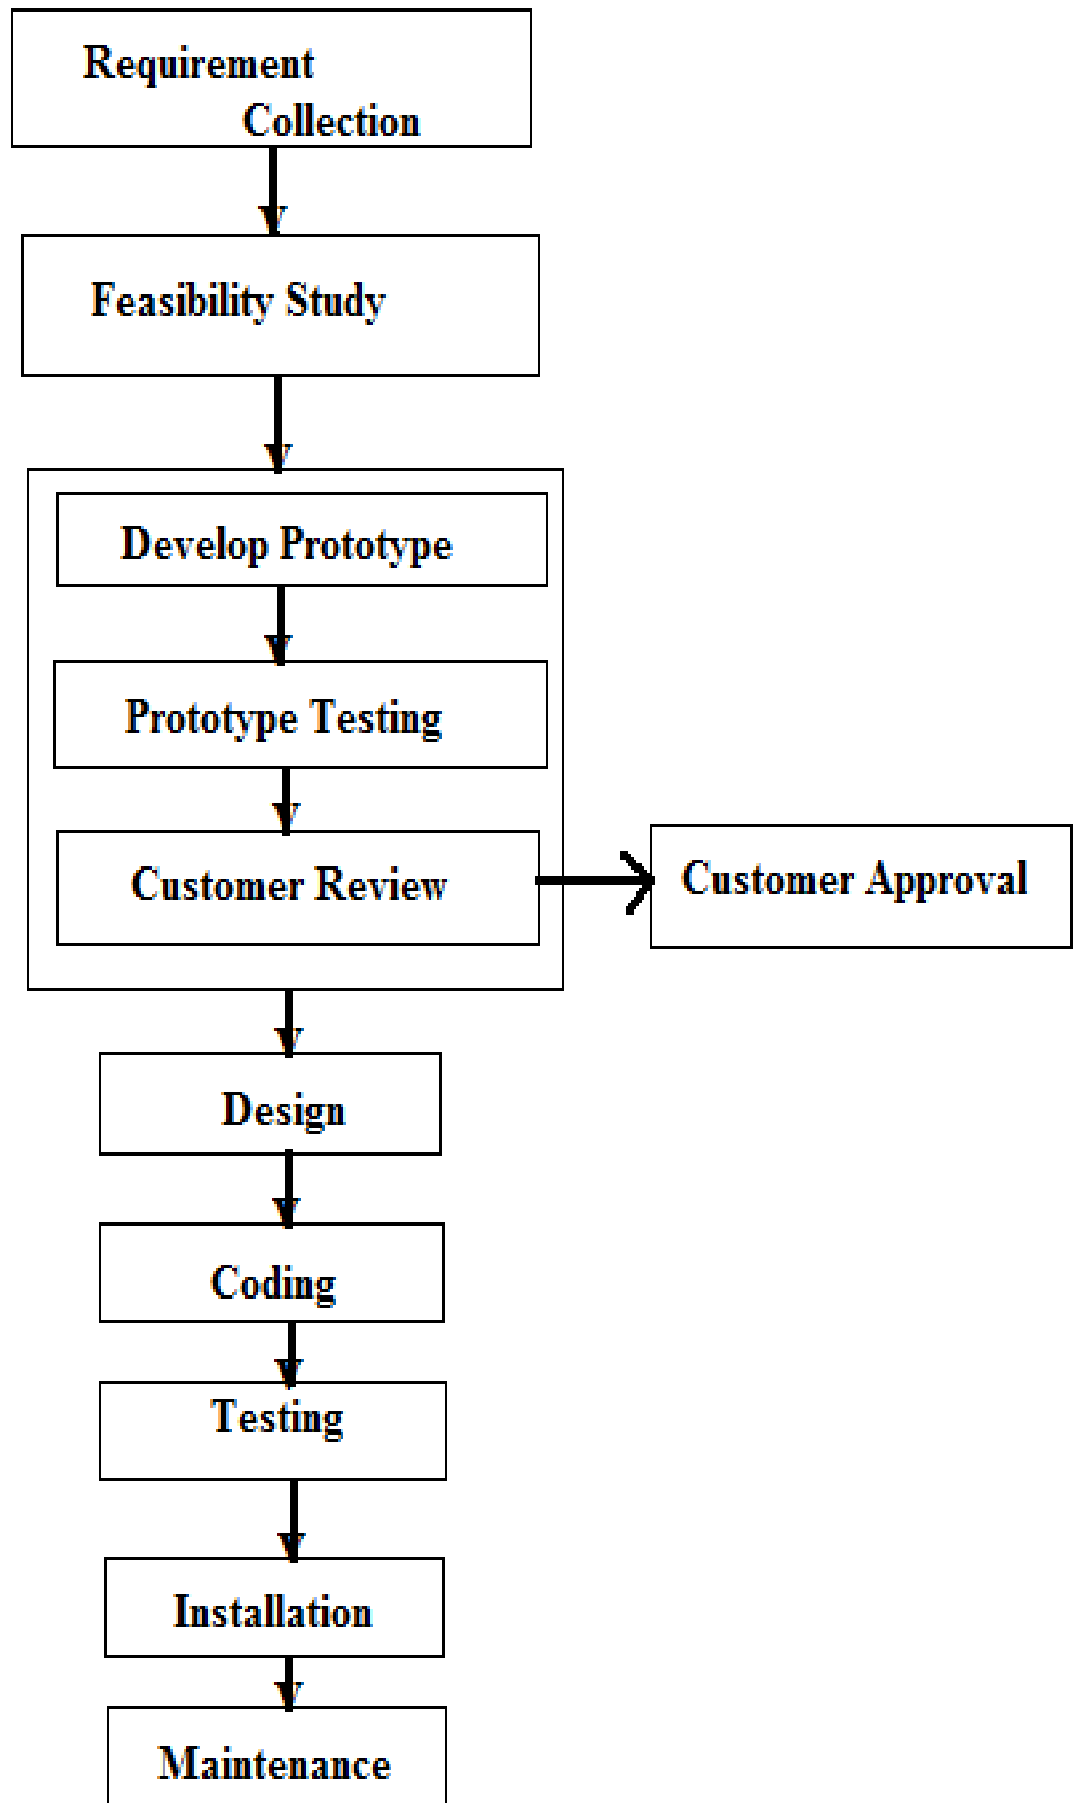 Requirement
Collection
Feasibility Study
Develop Prototype
Prototype Testing
Customer Review
Customer Approval
Design
Coding
Testing
Installation
Maintenance